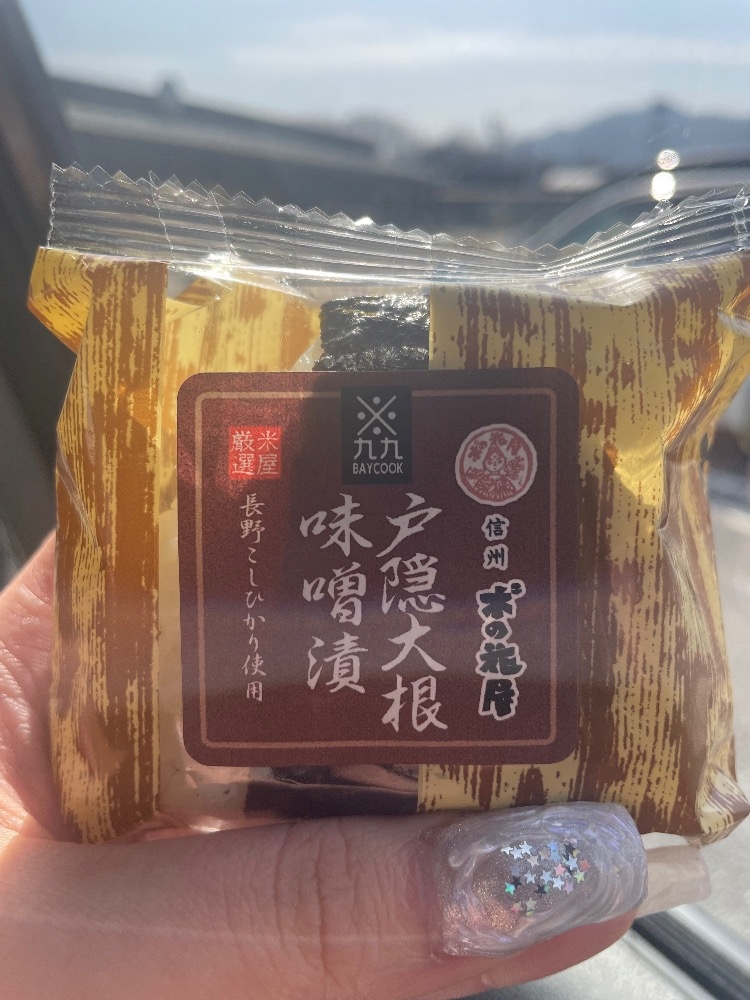 米屋
厳選
※
九九
BAYCOOK
信州
木の花屋
戸隠大根
味噌漬
長野こしひかり使用